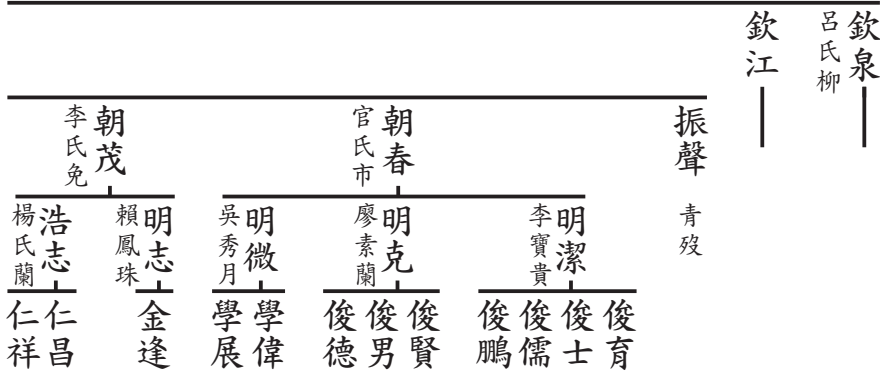 欽泉
呂氏柳
欽江
振聲
青歿
朝春
官氏市
朝茂
李氏免
明潔
李寶貴
明克
廖素蘭
明微
吳秀月
明志
賴鳳珠
浩志
楊氏蘭
俊育
俊士
俊儒
俊鵬
俊賢
俊男
俊德
學偉
學展
金逢
仁昌
仁祥